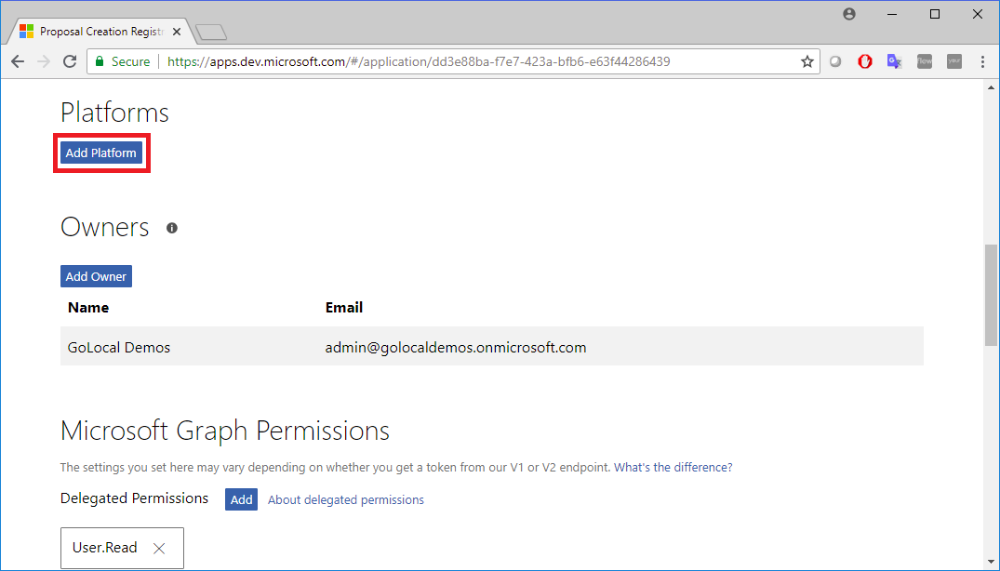 Proposal Creation Registr
Secure https://apps.dev.microsoft.com/#/application/dd3e88ba-f7e7-423a-bfb6-e63f44286439
flow
Platforms
Add Platform
Owners
Add Owner
Name Email
GoLocal Demos admin@golocaldemos.onmicrosoft.com
Microsoft Graph Permissions
The settings you set here may vary depending on whether you get a token from our V1 or V2 endpoint. What's the difference?
Delegated Permissions Add About delegated permissions
User.Read